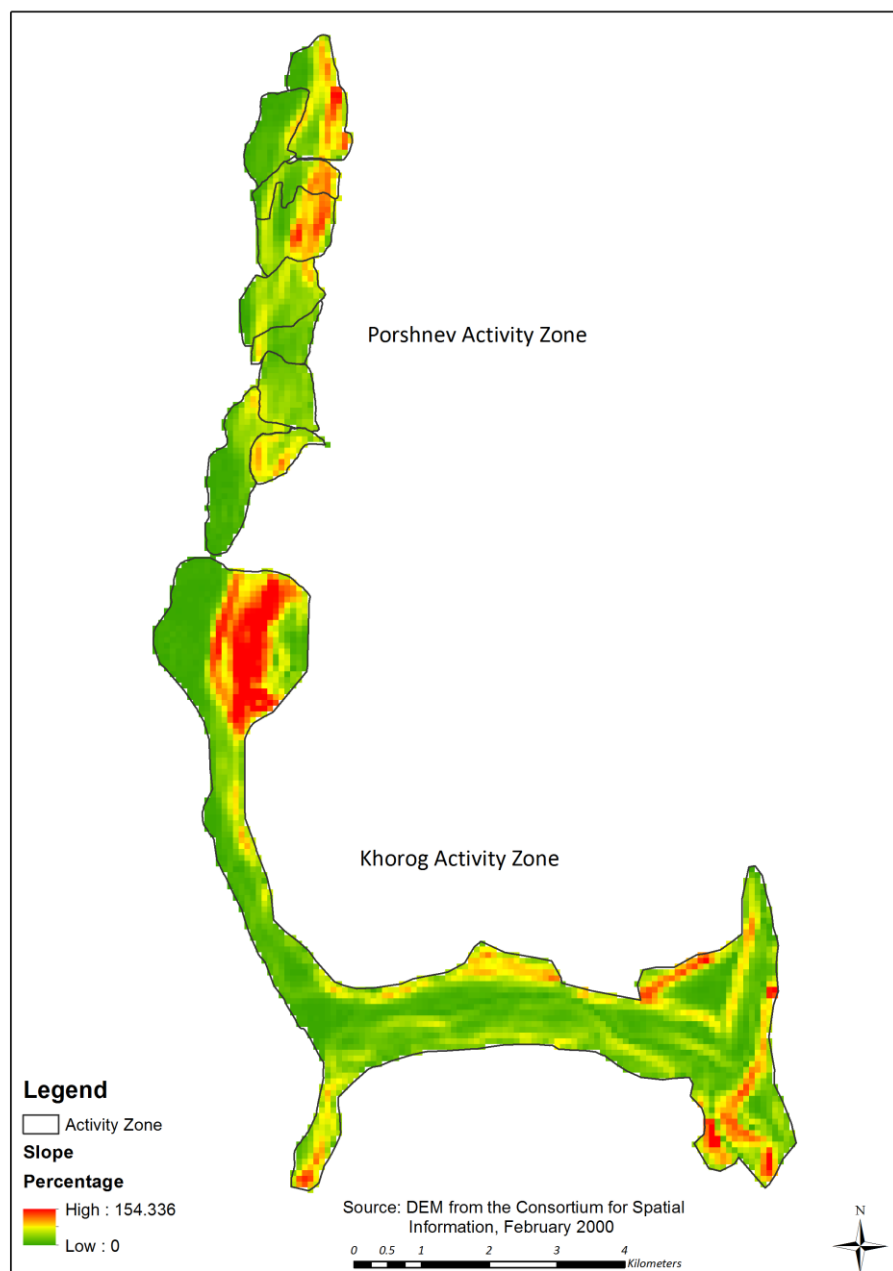 Porshnev Activity Zone
Khorog Activity Zone
Legend
Activity Zone
Slope
Percentage
High : 154.336
Low : 0
Source: DEM from the Consortium for Spatial
Information, February 2000
0 0.5 1 2 3 4
Kilometers
N